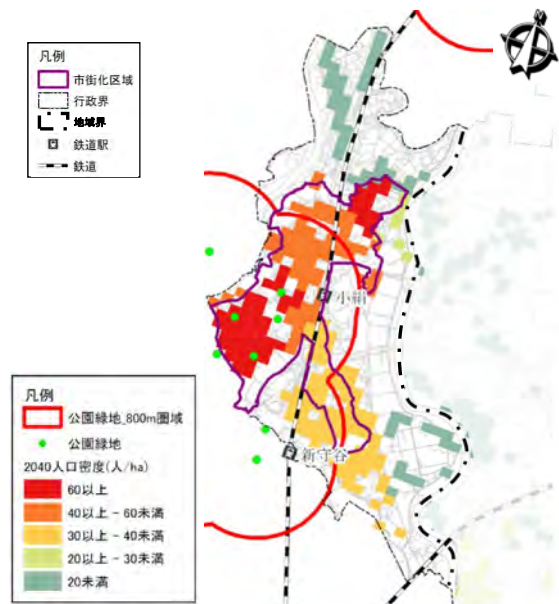 凡例
市街化区域
行政界
地域界
鉄道駅
鉄道
小絹
新守谷
凡例
公園緑地_800m圏域
公園緑地
2040人口密度(人/ha)
60以上
40以上 - 60未満
30以上 - 40未満
20以上 - 30未満
20未満